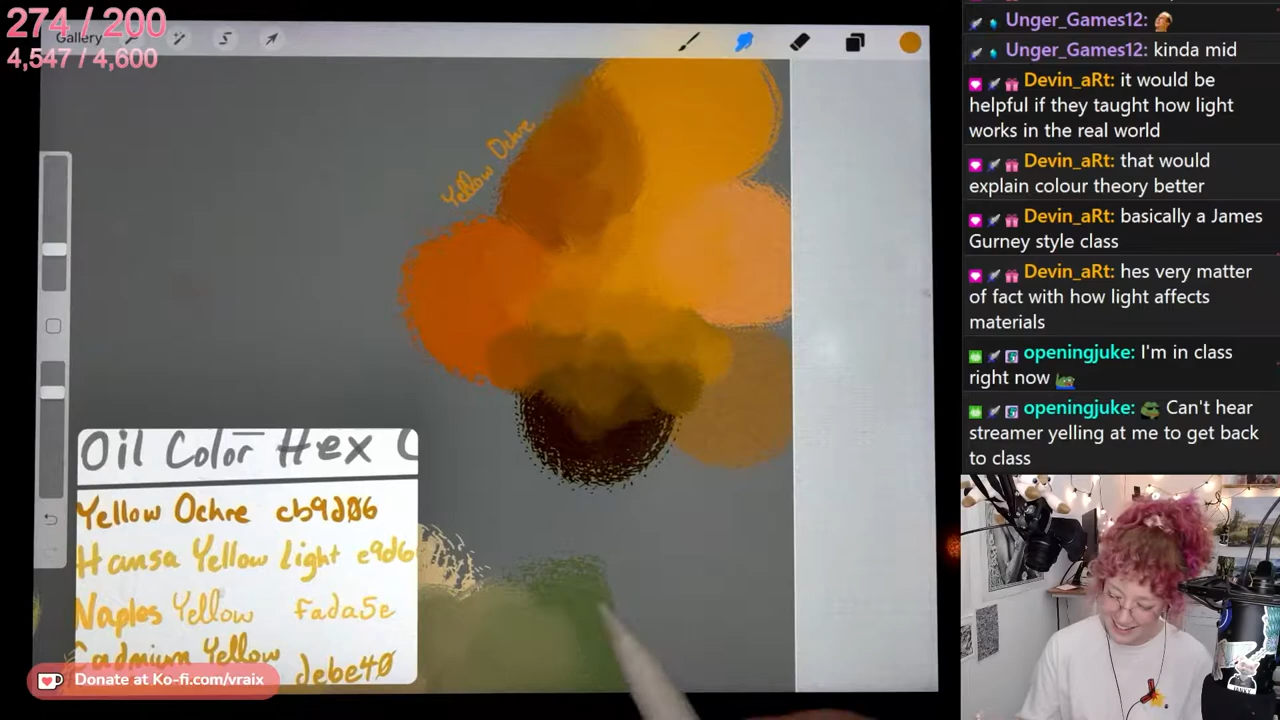 274 / 200
4,547 / 4,600
Gallery
Yellow Ochre
Oil Color Hex C
Yellow Ochre cb9d06
Hansa Yellow Light e9d6
Naples Yellow fada5e
Cadmium Yellow debe40
Donate at Ko-fi.com/vraix
Unger_Games12:
Unger_Games12: kinda mid
Devin_aRt: it would be
helpful if they taught how light
works in the real world
Devin_aRt: that would
explain colour theory better
Devin_aRt: basically a James
Gurney style class
Devin_aRt: hes very matter
of fact with how light affects
materials
openingjuke: I'm in class
right now
openingjuke: Can't hear
streamer yelling at me to get back
to class